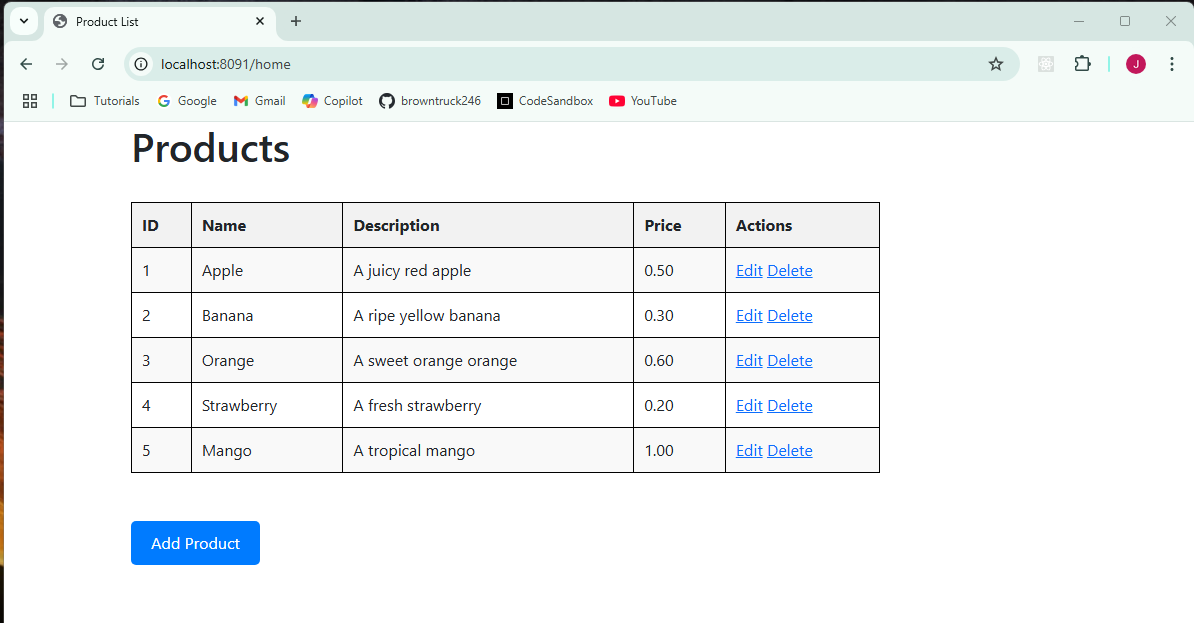 Product List
localhost:8091/home
J
Tutorials Google Gmail Copilot browntruck246 CodeSandbox YouTube
Products
ID Name Description Price Actions
1 Apple A juicy red apple 0.50 Edit Delete
2 Banana A ripe yellow banana 0.30 Edit Delete
3 Orange A sweet orange orange 0.60 Edit Delete
4 Strawberry A fresh strawberry 0.20 Edit Delete
5 Mango A tropical mango 1.00 Edit Delete
Add Product